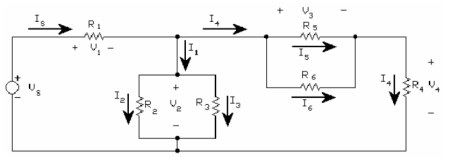 I_S
R_1
+ V_1 -
I_4
+ V_3 -
R_5
I_5
R_6
I_6
I_1
+
-
V_S
I_2
R_2
+
V_2
-
R_3
I_3
I_4
R_4
+
V_4
-